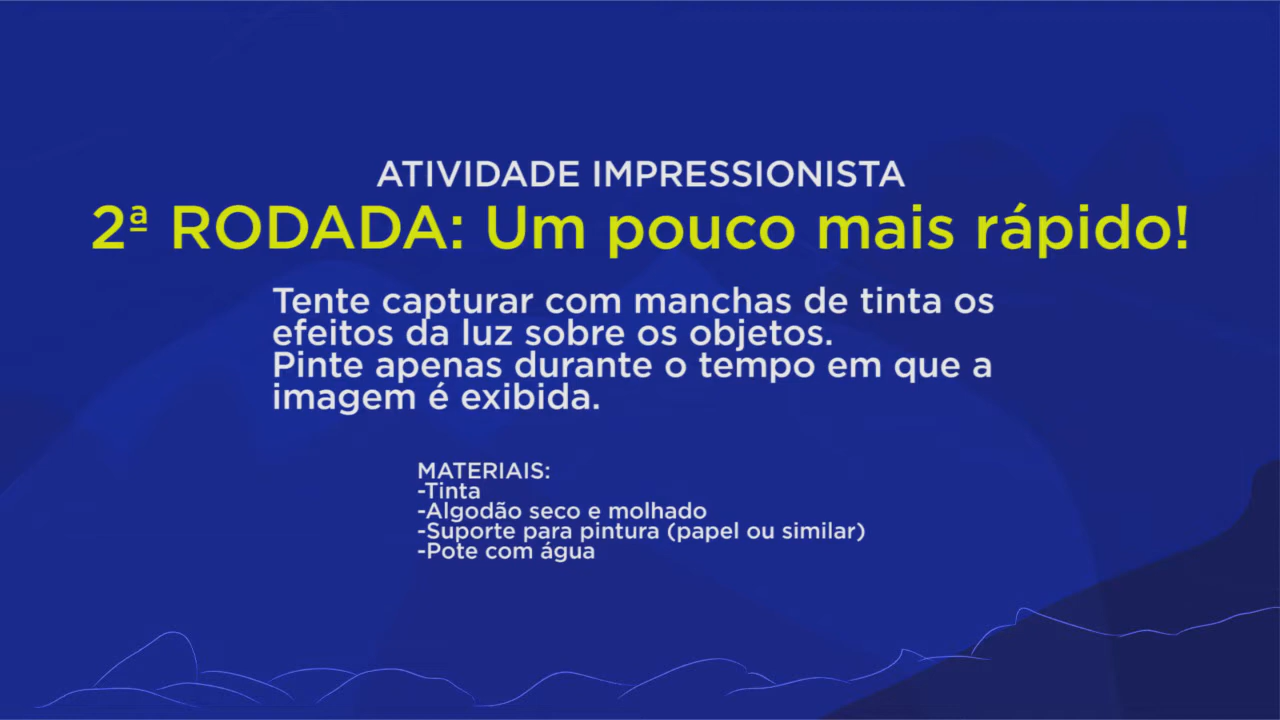 ATIVIDADE IMPRESSIONISTA
2ª RODADA: Um pouco mais rápido!
Tente capturar com manchas de tinta os
efeitos da luz sobre os objetos.
Pinte apenas durante o tempo em que a
imagem é exibida.
MATERIAIS:
-Tinta
-Algodão seco e molhado
-Suporte para pintura (papel ou similar)
-Pote com água